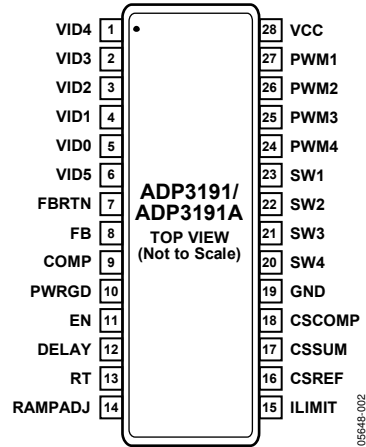 VID4 1 28 VCC
VID3 2 27 PWM1
VID2 3 26 PWM2
VID1 4 25 PWM3
VID0 5 24 PWM4
VID5 6 23 SW1
FBRTN 7 22 SW2
FB 8 21 SW3
COMP 9 20 SW4
PWRGD 10 19 GND
EN 11 18 CSCOMP
DELAY 12 17 CSSUM
RT 13 16 CSREF
RAMPADJ 14 15 ILIMIT
ADP3191/
ADP3191A
TOP VIEW
(Not to Scale)
05648-002